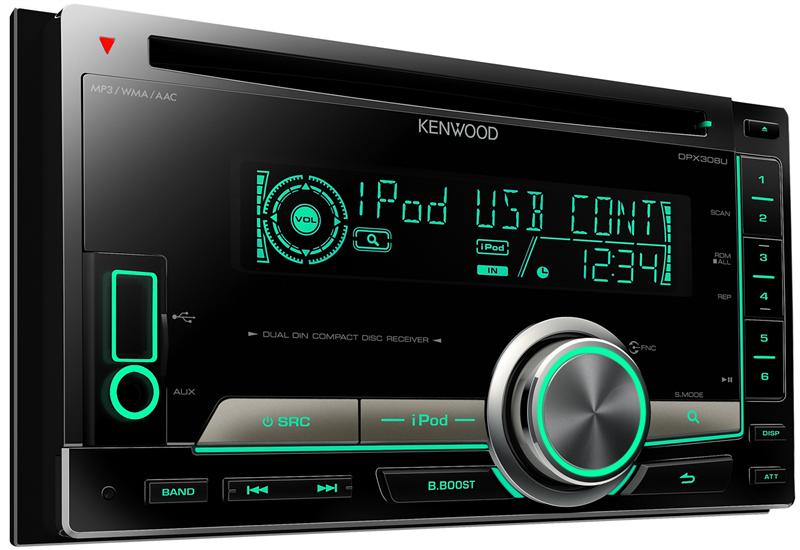 MP3/WMA/AAC
KENWOOD
DPX308U
VOL
iPod USB CONT
iPod
IN
12:34
1
SCAN
2
RDM
ALL
3
REP
4
5
6
DUAL DIN COMPACT DISC RECEIVER
FNC
AUX
S.MODE
SRC
iPod
DISP
BAND
B.BOOST
ATT